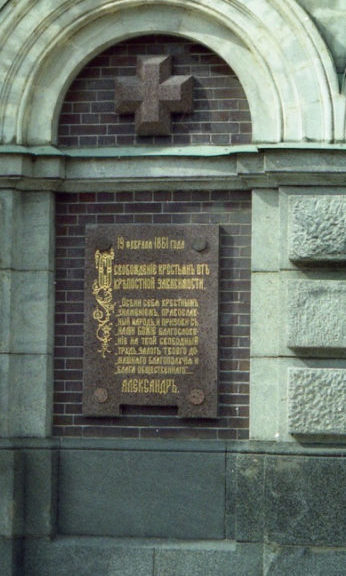 19 ФЕВРАЛЯ 1861 ГОДА
ОСВОБОЖДЕНІЕ КРЕСТЬЯНЪ ОТЪ
КРѢПОСТНОЙ ЗАВИСИМОСТИ.
„ОСѢНИ СЕБЯ КРЕСТНЫМЪ
ЗНАМЕНІЕМЪ, ПРАВОСЛАВ-
НЫЙ НАРОДЪ, И ПРИЗОВИ СЪ
НАМИ БОЖІЕ БЛАГОСЛОВЕ-
НІЕ НА ТВОЙ СВОБОДНЫЙ
ТРУДЪ, ЗАЛОГЪ ТВОЕГО ДО-
МАШНЯГО БЛАГОПОЛУЧІЯ И
БЛАГА ОБЩЕСТВЕННАГО“.
АЛЕКСАНДРЪ.